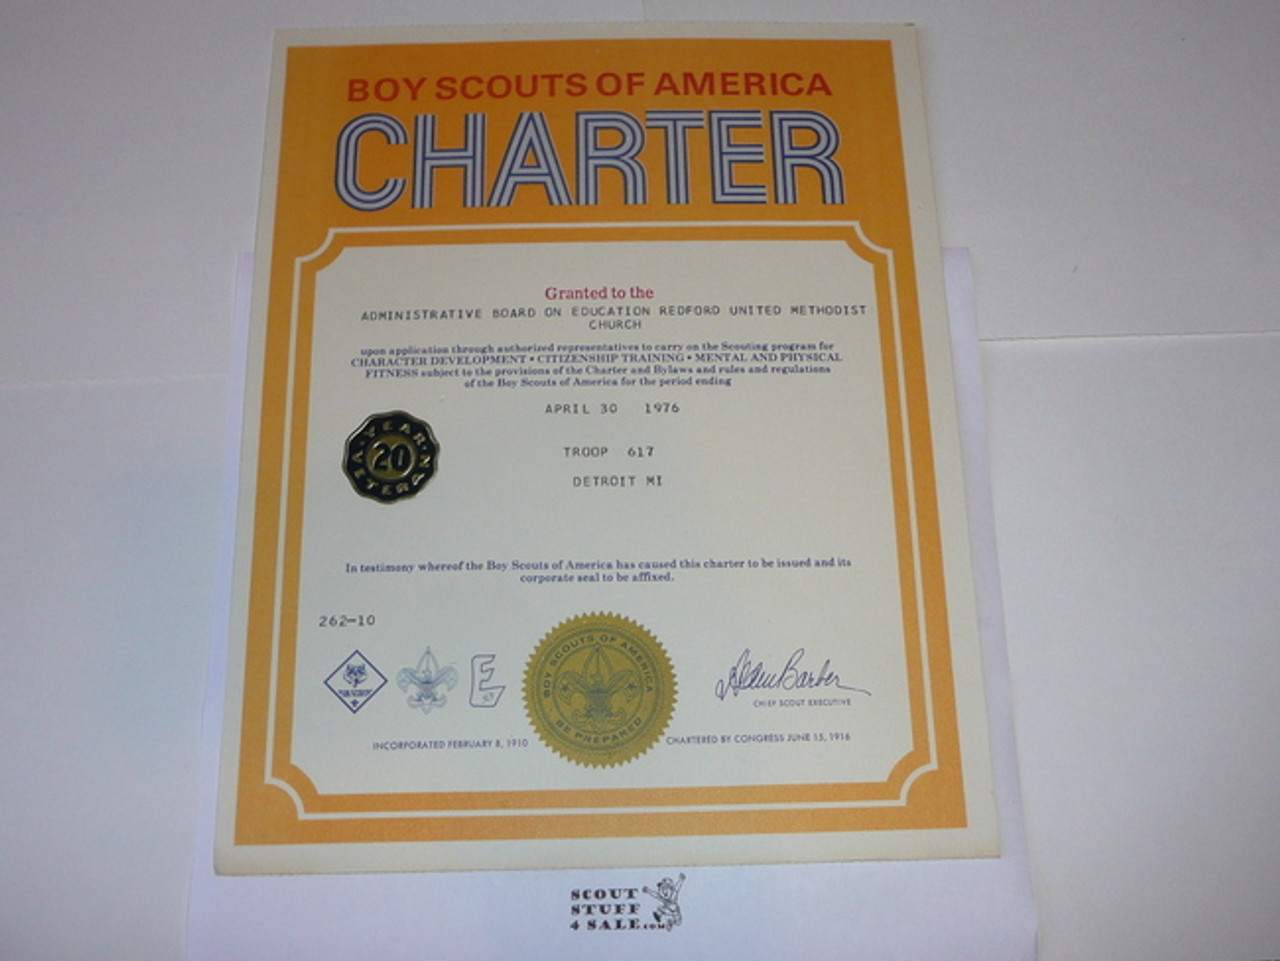 BOY SCOUTS OF AMERICA
CHARTER
Granted to the
ADMINISTRATIVE BOARD ON EDUCATION REDFORD UNITED METHODIST
CHURCH
upon application through authorized representatives to carry on the Scouting program for
CHARACTER DEVELOPMENT • CITIZENSHIP TRAINING • MENTAL AND PHYSICAL
FITNESS subject to the provisions of the Charter and Bylaws and rules and regulations
of the Boy Scouts of America for the period ending
APRIL 30 1976
YEAR
20
VETERAN
TROOP 617
DETROIT MI
In testimony whereof the Boy Scouts of America has caused this charter to be issued and its
corporate seal to be affixed.
262-10
E
BOY SCOUTS OF AMERICA
BE PREPARED
Alden Barber
CHIEF SCOUT EXECUTIVE
INCORPORATED FEBRUARY 8, 1910
CHARTERED BY CONGRESS JUNE 15, 1916
SCOUT
STUFF
4 SALE.com